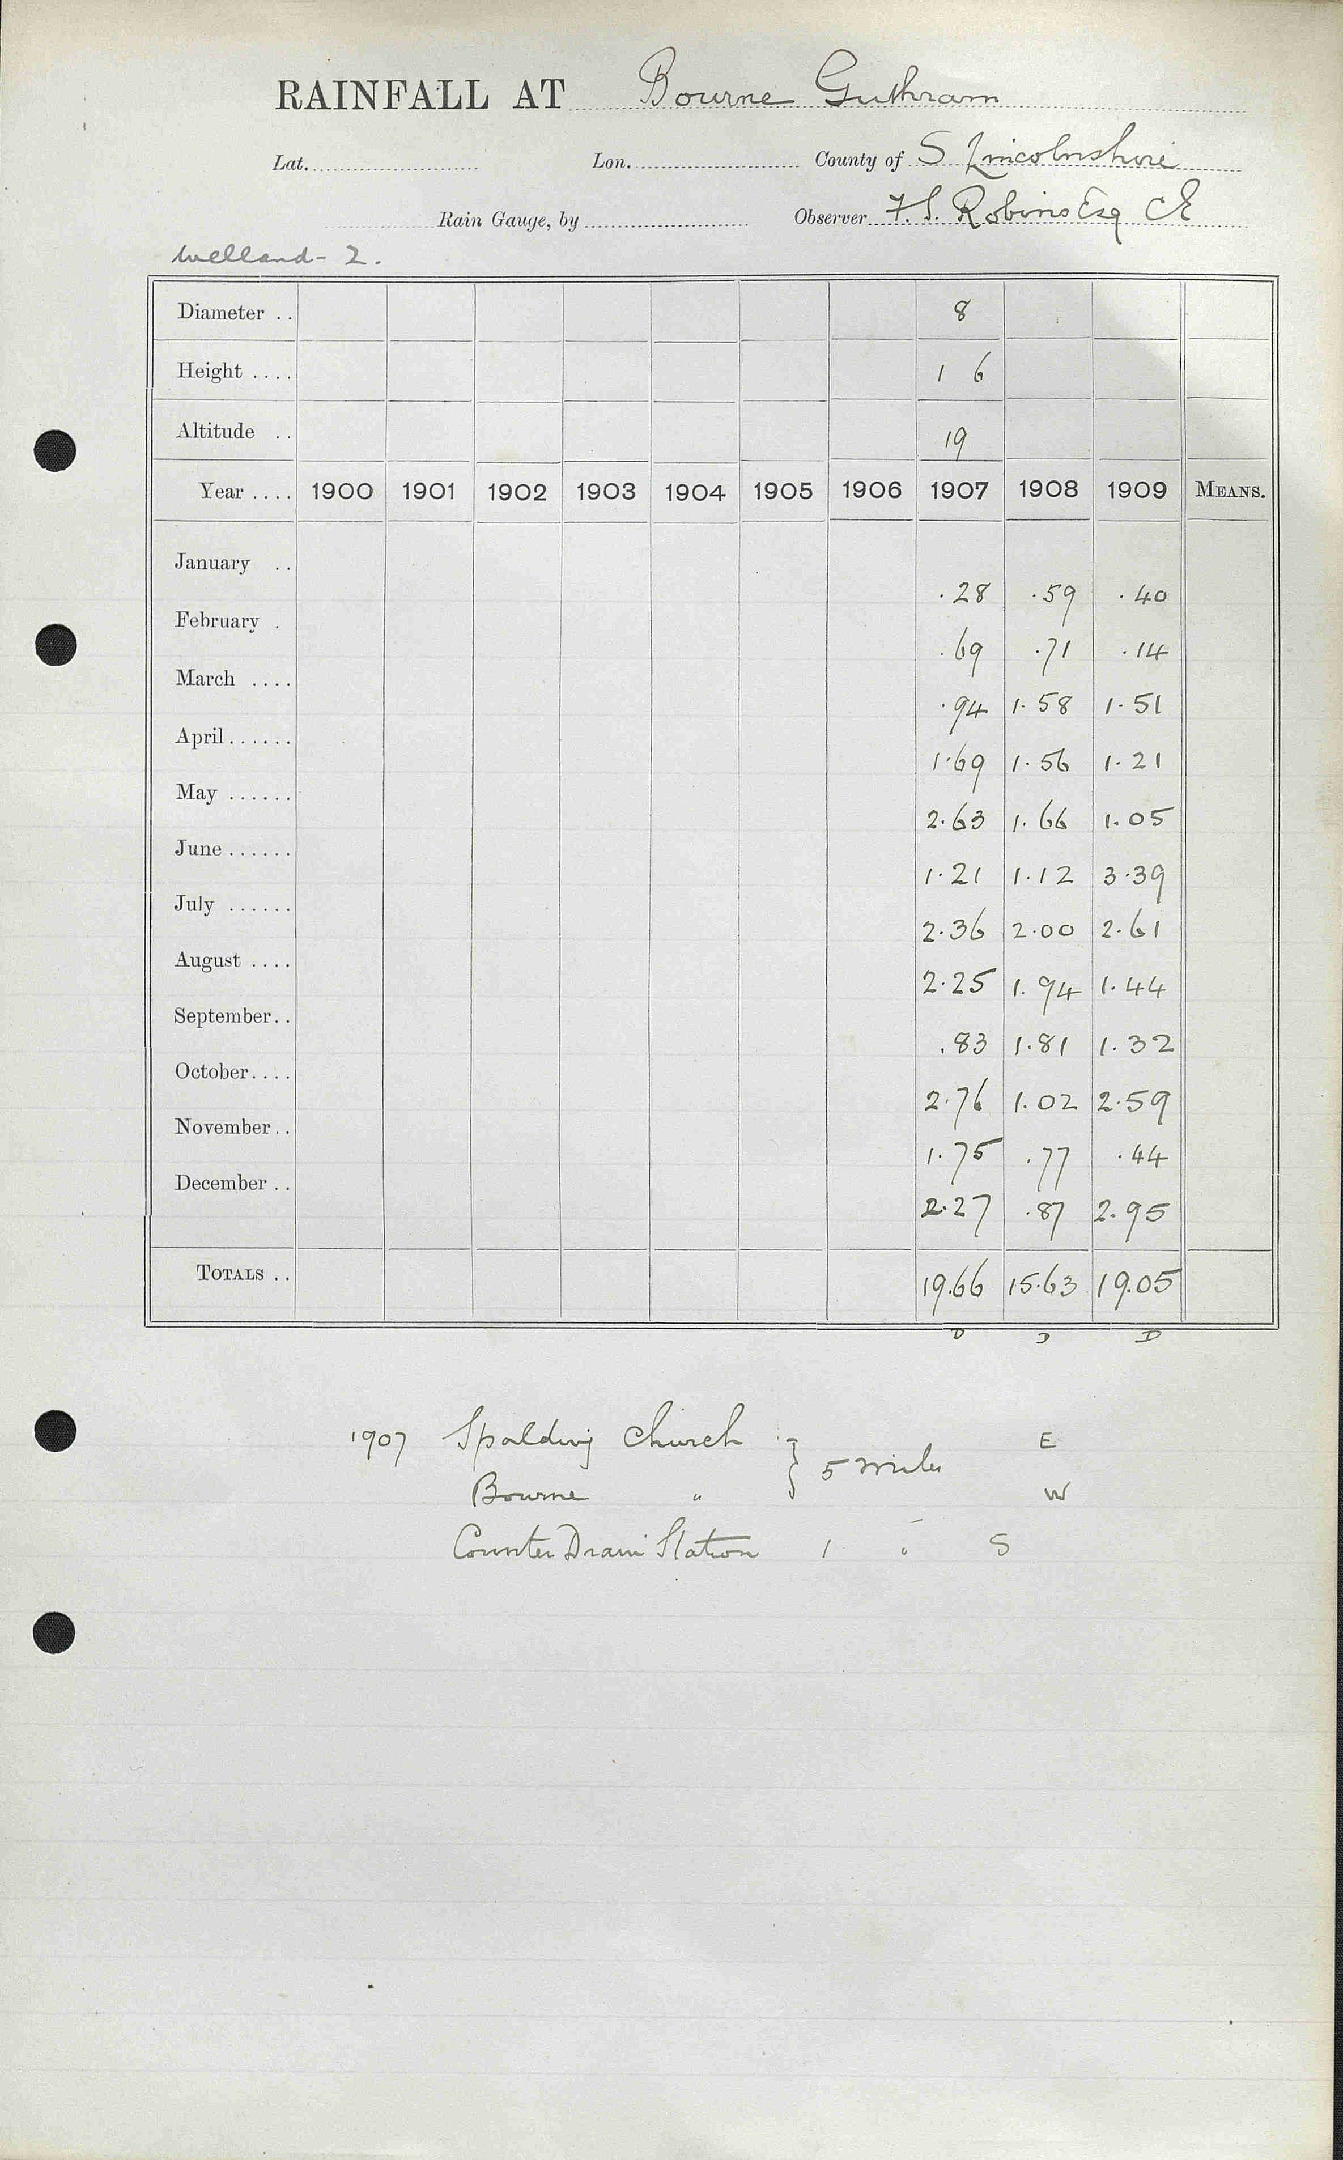 RAINFALL AT Bourne Guthram
Lat. Lon. County of S Lincolnshire
Rain Gauge, by Observer F. S. Robins Esq CE
Welland - 2.
Diameter .. 8
Height .... 1 6
Altitude .. 19
Year .... 1900 1901 1902 1903 1904 1905 1906 1907 1908 1909 MEANS.
January .. .28 .59 .40
February . .69 .71 .14
March .... .94 1.58 1.51
April...... 1.69 1.56 1.21
May ...... 2.63 1.66 1.05
June...... 1.21 1.12 3.39
July ...... 2.36 2.00 2.61
August .... 2.25 1.94 1.44
September.. .83 1.81 1.32
October.... 2.76 1.02 2.59
November.. 1.75 .77 .44
December .. 2.27 .87 2.95
TOTALS .. 19.66 15.63 19.05
D D D
1907 Spalding Church } 5 miles E
Bourne " W
Counter Drain Station 1 " S